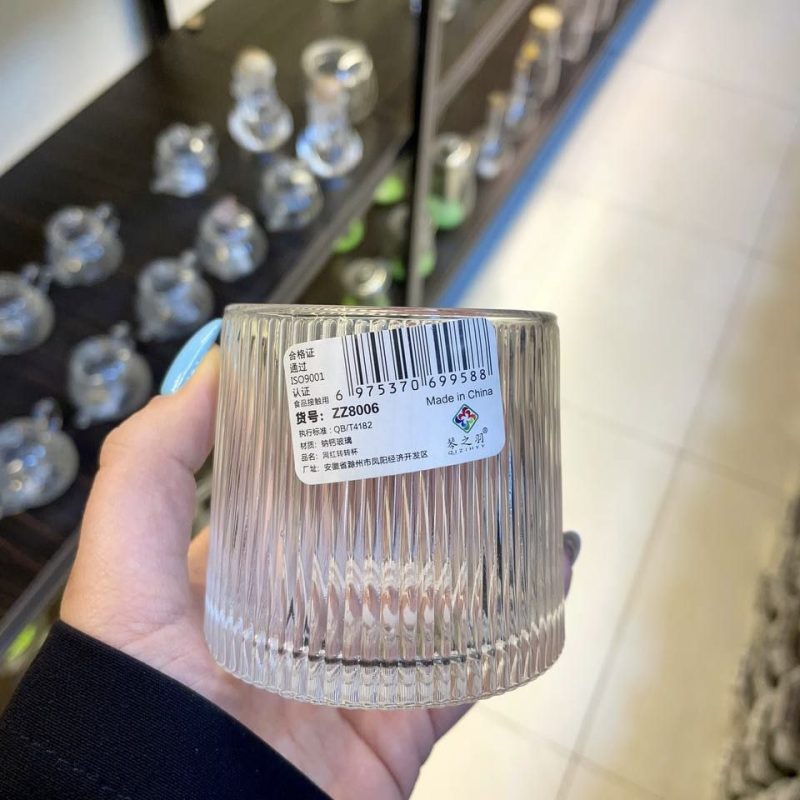 合格证
通过
ISO9001
认证
食品接触用
6 975370 699588
Made in China
货号: ZZ8006
执行标准: QB/T4182
材质: 钠钙玻璃
品名: 网红转转杯
厂址: 安徽省滁州市凤阳经济开发区
琴之羽®
QIZIHYY